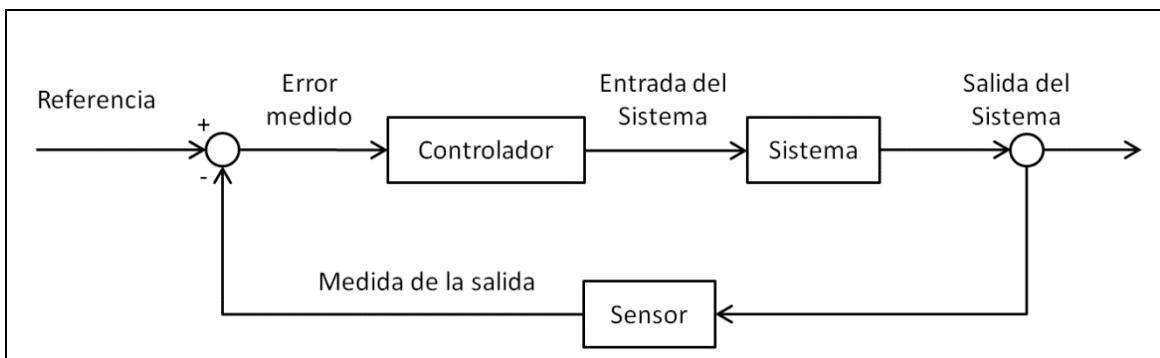 Referencia
Error
medido
Entrada del
Sistema
Salida del
Sistema
+
-
Controlador
Sistema
Medida de la salida
Sensor